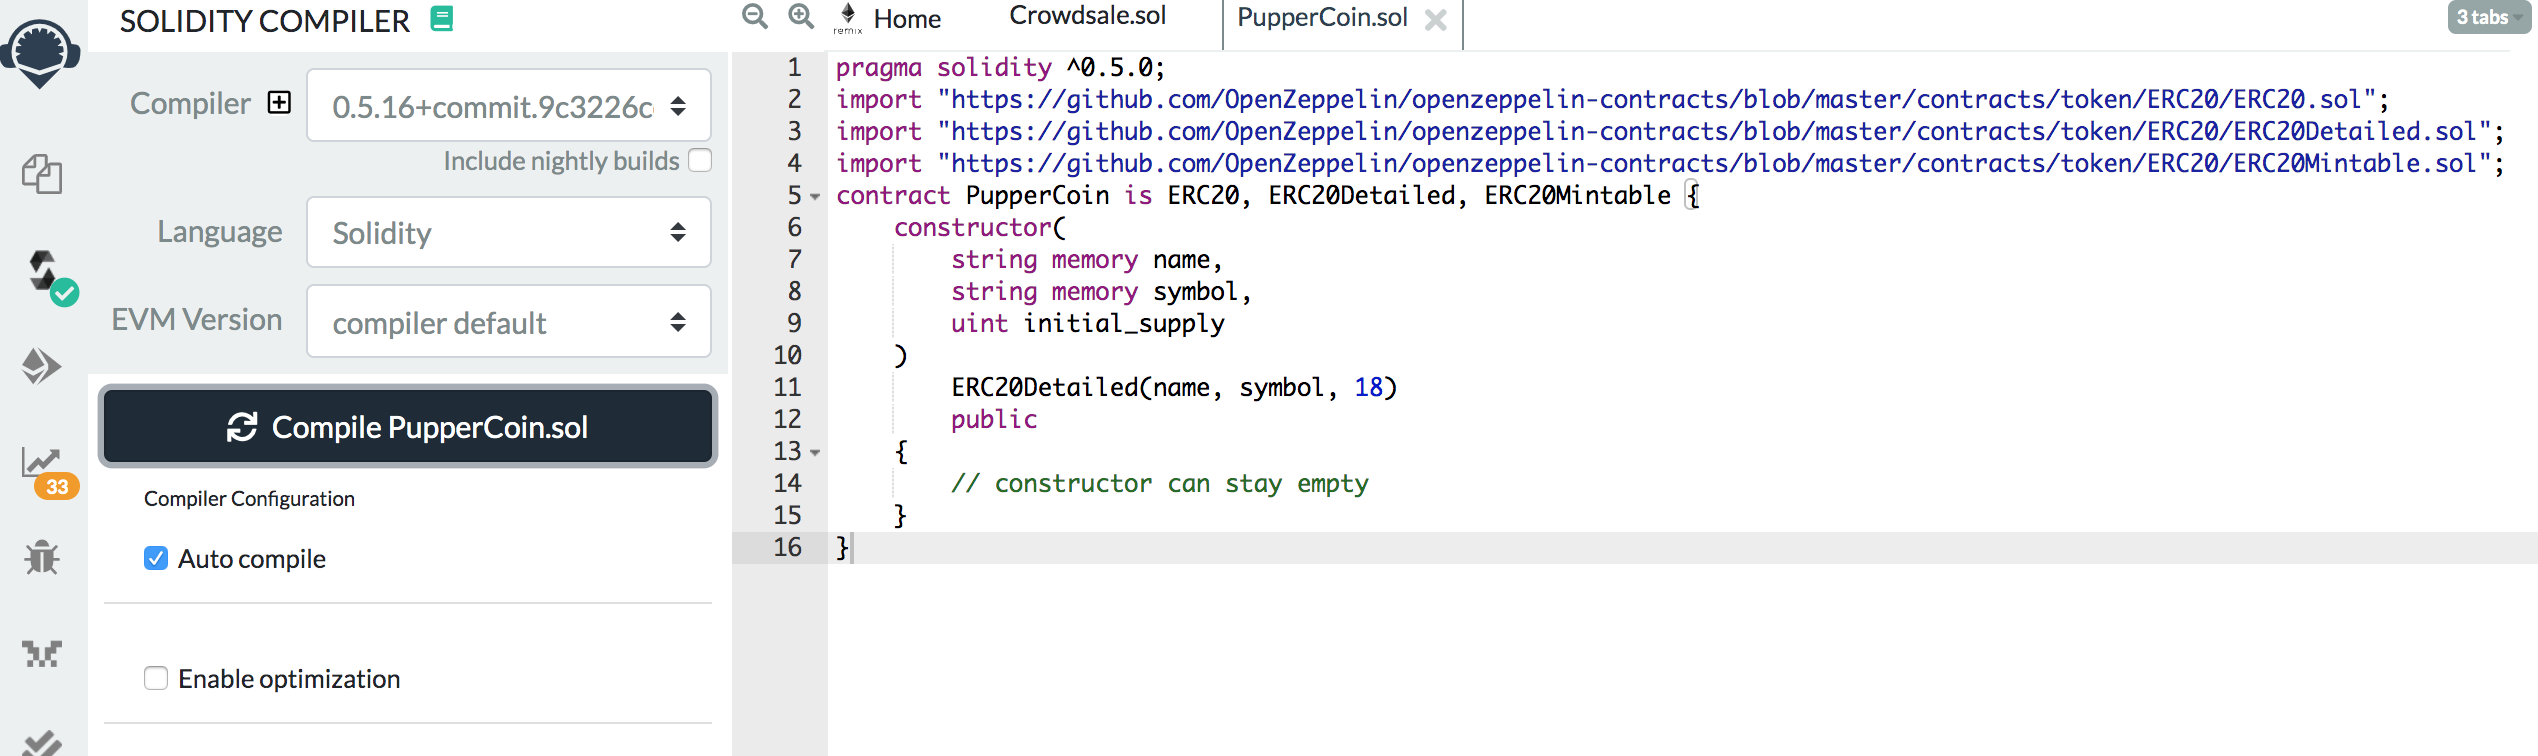 SOLIDITY COMPILER
Compiler
0.5.16+commit.9c3226c
Include nightly builds
Language
Solidity
EVM Version
compiler default
Compile PupperCoin.sol
Compiler Configuration
Auto compile
Enable optimization
33
remix
Home
Crowdsale.sol
PupperCoin.sol
3 tabs
1 pragma solidity ^0.5.0;
2 import "https://github.com/OpenZeppelin/openzeppelin-contracts/blob/master/contracts/token/ERC20/ERC20.sol";
3 import "https://github.com/OpenZeppelin/openzeppelin-contracts/blob/master/contracts/token/ERC20/ERC20Detailed.sol";
4 import "https://github.com/OpenZeppelin/openzeppelin-contracts/blob/master/contracts/token/ERC20/ERC20Mintable.sol";
5 contract PupperCoin is ERC20, ERC20Detailed, ERC20Mintable {
6 constructor(
7 string memory name,
8 string memory symbol,
9 uint initial_supply
10 )
11 ERC20Detailed(name, symbol, 18)
12 public
13 {
14 // constructor can stay empty
15 }
16 }